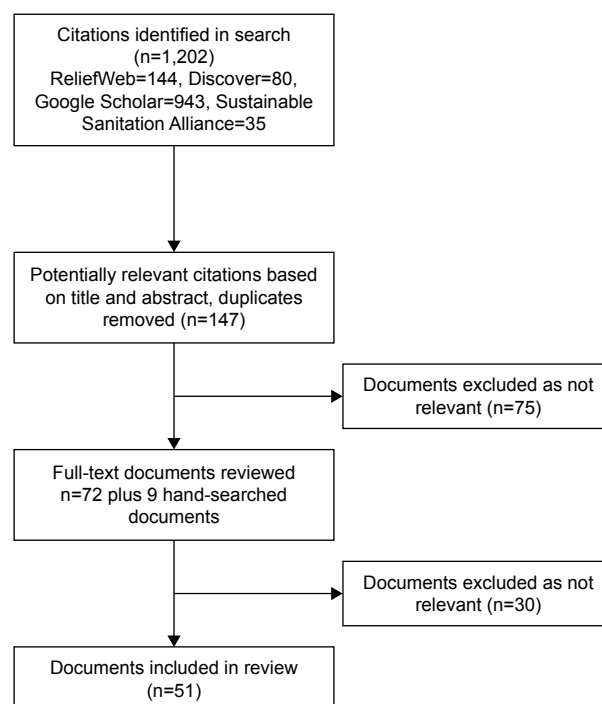 Citations identified in search
(n=1,202)
ReliefWeb=144, Discover=80,
Google Scholar=943, Sustainable
Sanitation Alliance=35
Potentially relevant citations based
on title and abstract, duplicates
removed (n=147)
Documents excluded as not
relevant (n=75)
Full-text documents reviewed
n=72 plus 9 hand-searched
documents
Documents excluded as not
relevant (n=30)
Documents included in review
(n=51)